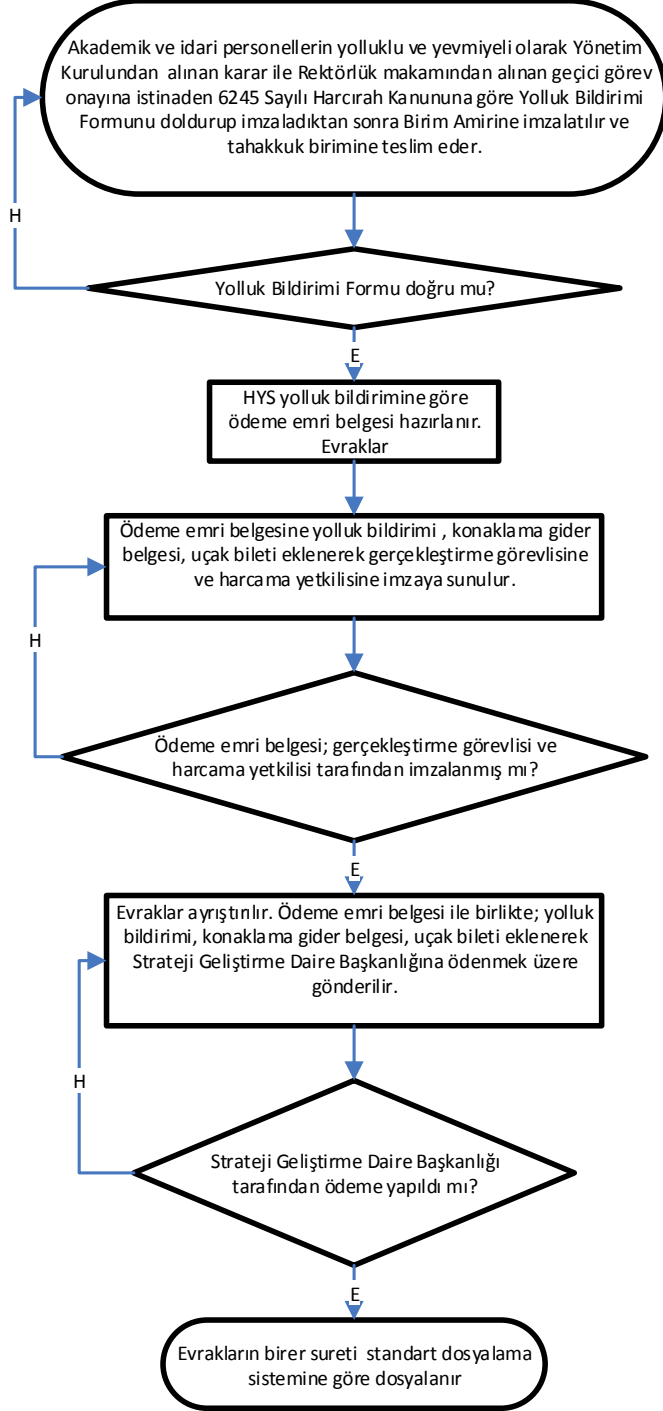 Akademik ve idari personellerin yolluklu ve yevmiyeli olarak Yönetim
Kurulundan alınan karar ile Rektörlük makamından alınan geçici görev
onayına istinaden 6245 Sayılı Harcırah Kanununa göre Yolluk Bildirimi
Formunu doldurup imzaladıktan sonra Birim Amirine imzalatılır ve
tahakkuk birimine teslim eder.
H
Yolluk Bildirimi Formu doğru mu?
E
HYS yolluk bildirimine göre
ödeme emri belgesi hazırlanır.
Evraklar
Ödeme emri belgesine yolluk bildirimi , konaklama gider
belgesi, uçak bileti eklenerek gerçekleştirme görevlisine
ve harcama yetkilisine imzaya sunulur.
H
Ödeme emri belgesi; gerçekleştirme görevlisi ve
harcama yetkilisi tarafından imzalanmış mı?
E
Evraklar ayrıştırılır. Ödeme emri belgesi ile birlikte; yolluk
bildirimi, konaklama gider belgesi, uçak bileti eklenerek
Strateji Geliştirme Daire Başkanlığına ödenmek üzere
gönderilir.
H
Strateji Geliştirme Daire Başkanlığı
tarafından ödeme yapıldı mı?
E
Evrakların birer sureti standart dosyalama
sistemine göre dosyalanır